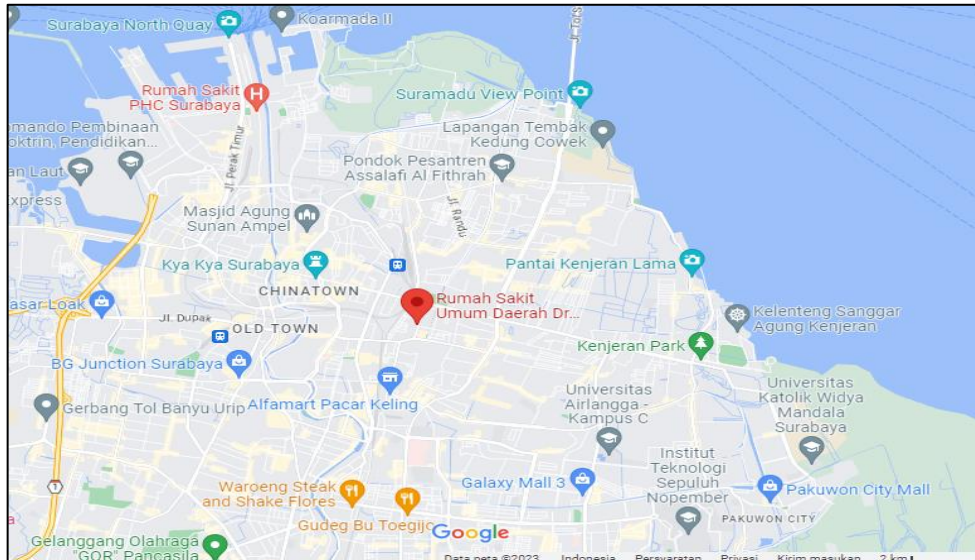 Surabaya North Quay
Koarmada II
Rumah Sakit
PHC Surabaya
Suramadu View Point
Lapangan Tembak
Kedung Cowek
omando Pembinaan
oktrin, Pendidikan...
an Laut
xpress
Jl. Perak Timur
Pondok Pesantren
Assalafi Al Fithrah
Jl. Randu
Masjid Agung
Sunan Ampel
Kya Kya Surabaya
CHINATOWN
Pantai Kenjeran Lama
asar Loak
Jl. Dupak
OLD TOWN
Rumah Sakit
Umum Daerah Dr...
Kelenteng Sanggar
Agung Kenjeran
Kenjeran Park
BG Junction Surabaya
Gerbang Tol Banyu Urip
Alfamart Pacar Keling
Universitas
Airlangga -
Kampus C
Universitas
Katolik Widya
Mandala
Surabaya
Institut
Teknologi
Sepuluh
Nopember
Galaxy Mall 3
Pakuwon City Mall
PAKUWON CITY
1
Waroeng Steak
and Shake Flores
Gudeg Bu Toegijo
Gelanggang Olahraga
"GOR" Pancasila
Google
Data peta ©2023 Indonesia Persyaratan Privasi Kirim masukan 2 km